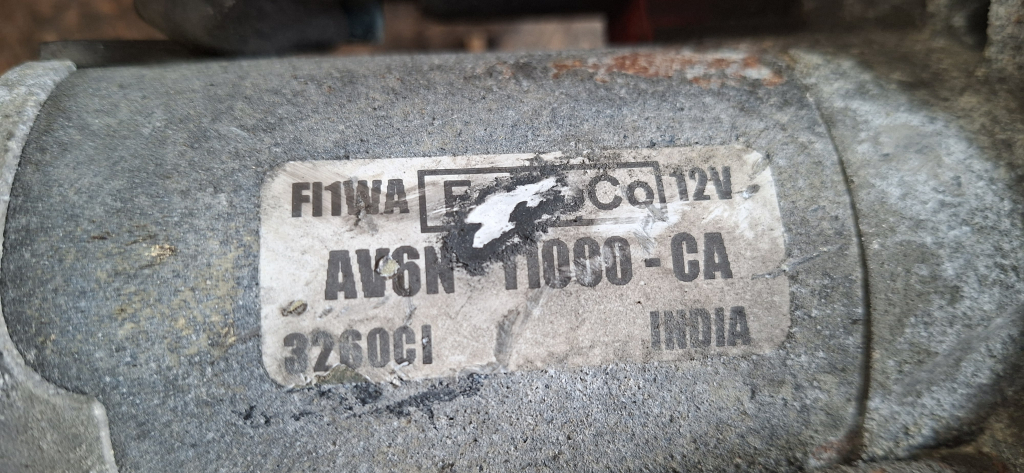 FI1WA 12V
AV6N - 11000 - CA
3260CI
INDIA